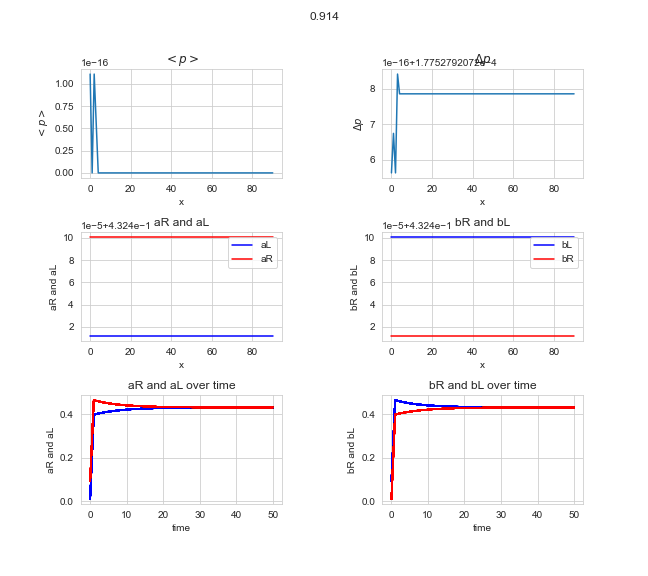 0.914
<p>
1e−16
1.00
0.75
0.50
0.25
0.00
<p>
0 20 40 60 80
x
Δp
1e−16+1.7752792072e−4
8
7
6
Δp
0 20 40 60 80
x
aR and aL
1e−5+4.324e−1
10
8
6
4
2
aR and aL
aL
aR
0 20 40 60 80
x
bR and bL
1e−5+4.324e−1
10
8
6
4
2
bR and bL
bL
bR
0 20 40 60 80
x
aR and aL over time
0.4
0.2
0.0
aR and aL
0 10 20 30 40 50
time
bR and bL over time
0.4
0.2
0.0
bR and bL
0 10 20 30 40 50
time